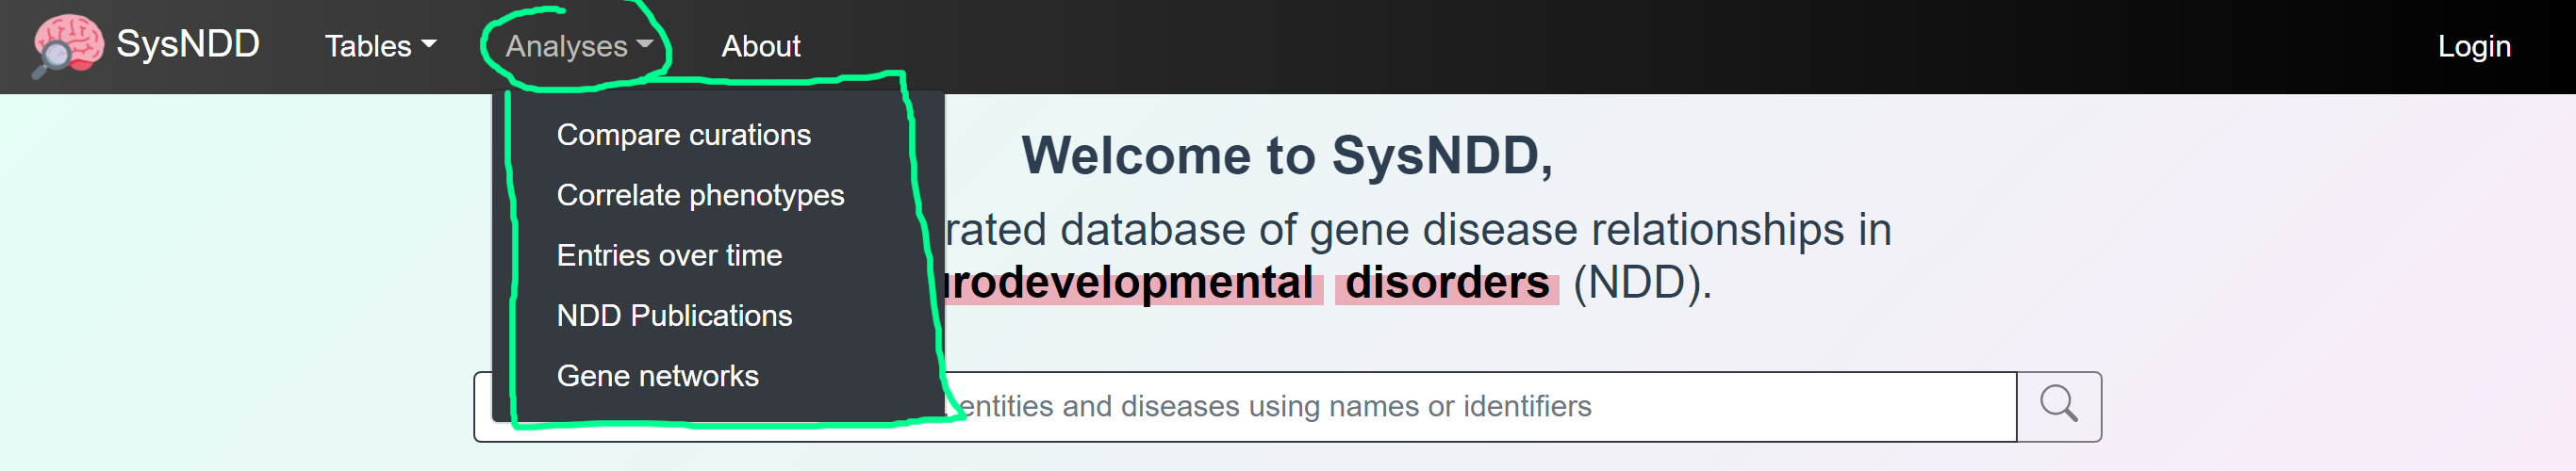 SysNDD Tables Analyses About Login
Compare curations
Correlate phenotypes
Entries over time
NDD Publications
Gene networks
Welcome to SysNDD,
rated database of gene disease relationships in
urodevelopmental disorders (NDD).
entities and diseases using names or identifiers